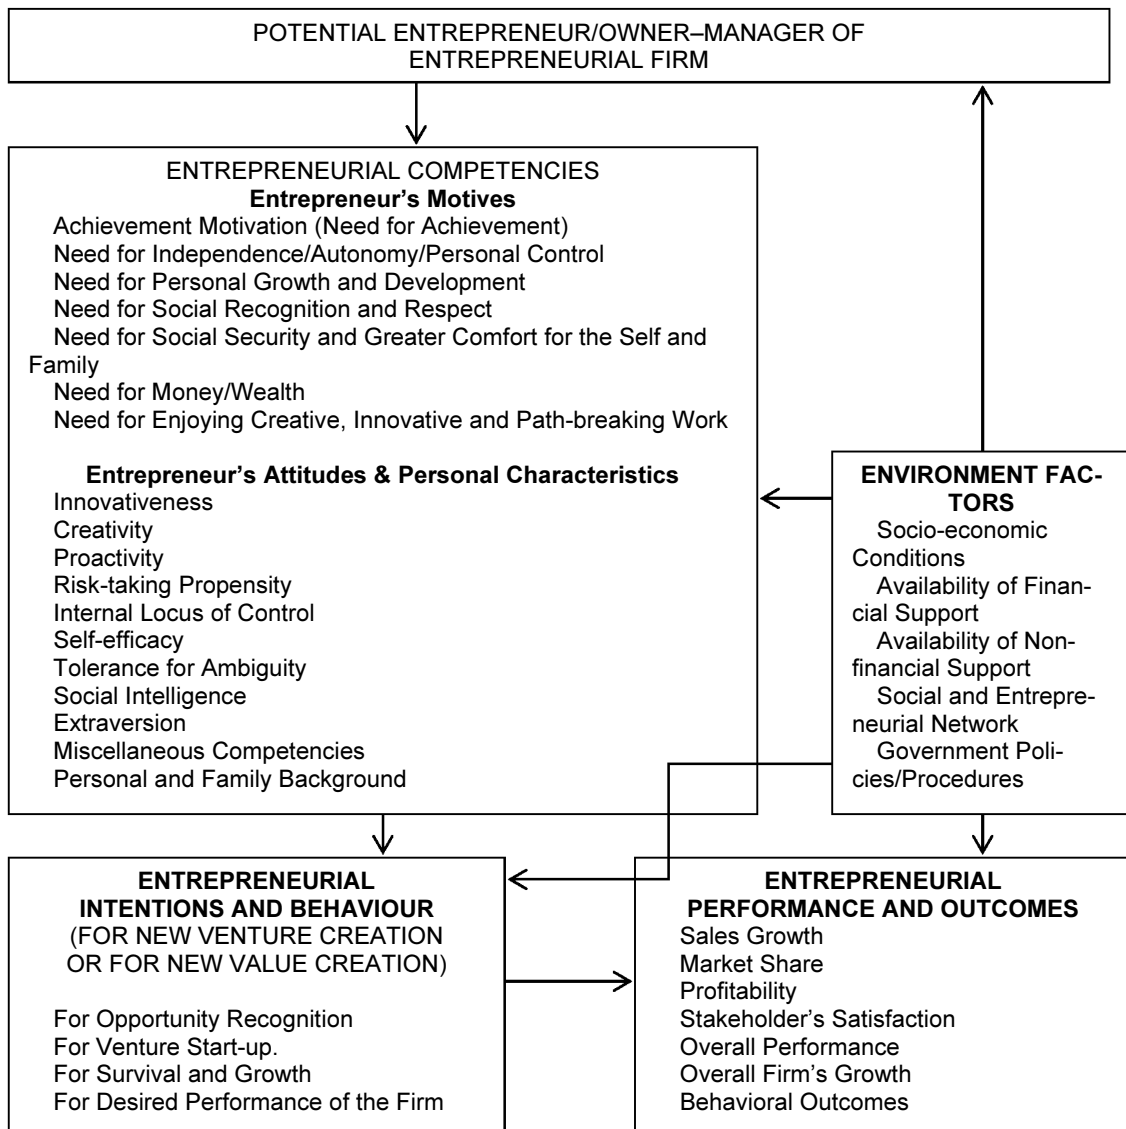 POTENTIAL ENTREPRENEUR/OWNER–MANAGER OF
ENTREPRENEURIAL FIRM
ENTREPRENEURIAL COMPETENCIES
Entrepreneur’s Motives
Achievement Motivation (Need for Achievement)
Need for Independence/Autonomy/Personal Control
Need for Personal Growth and Development
Need for Social Recognition and Respect
Need for Social Security and Greater Comfort for the Self and
Family
Need for Money/Wealth
Need for Enjoying Creative, Innovative and Path-breaking Work
Entrepreneur’s Attitudes & Personal Characteristics
Innovativeness
Creativity
Proactivity
Risk-taking Propensity
Internal Locus of Control
Self-efficacy
Tolerance for Ambiguity
Social Intelligence
Extraversion
Miscellaneous Competencies
Personal and Family Background
ENVIRONMENT FAC-
TORS
Socio-economic
Conditions
Availability of Finan-
cial Support
Availability of Non-
financial Support
Social and Entrepre-
neurial Network
Government Poli-
cies/Procedures
ENTREPRENEURIAL
INTENTIONS AND BEHAVIOUR
(FOR NEW VENTURE CREATION
OR FOR NEW VALUE CREATION)
For Opportunity Recognition
For Venture Start-up.
For Survival and Growth
For Desired Performance of the Firm
ENTREPRENEURIAL
PERFORMANCE AND OUTCOMES
Sales Growth
Market Share
Profitability
Stakeholder’s Satisfaction
Overall Performance
Overall Firm’s Growth
Behavioral Outcomes